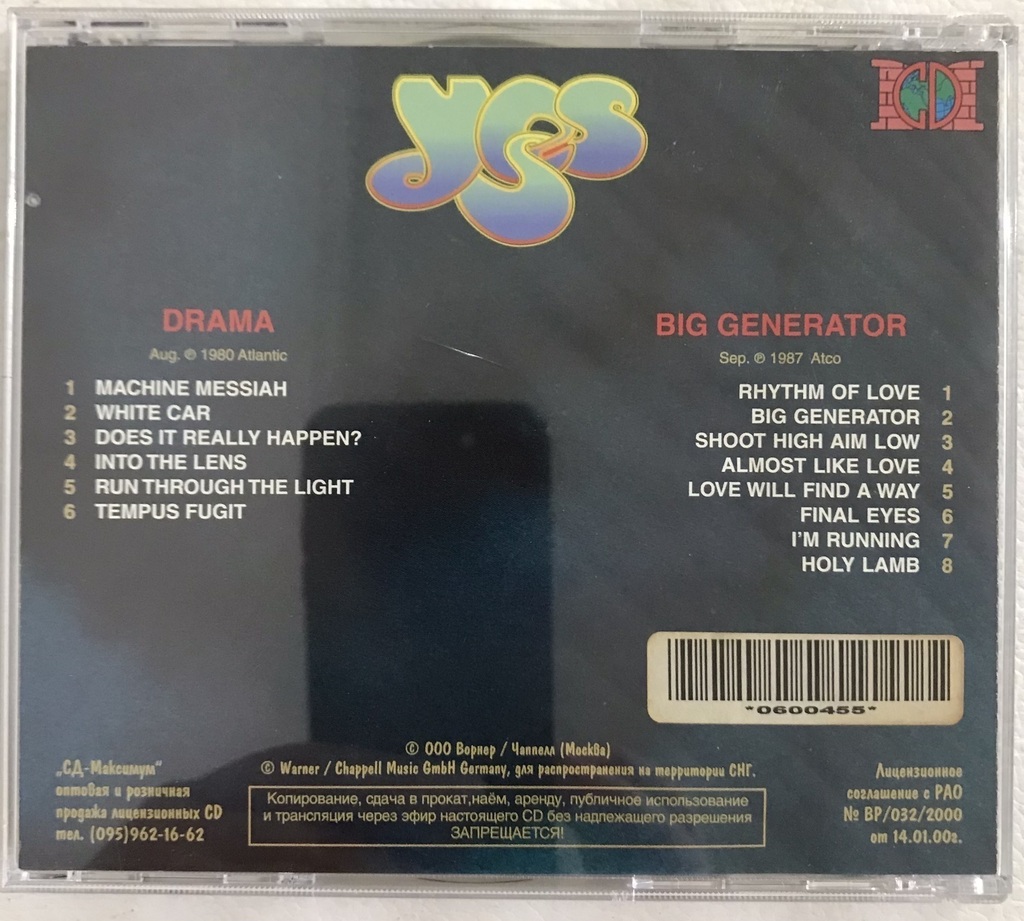 yes
CD
DRAMA
Aug. ℗ 1980 Atlantic
1 MACHINE MESSIAH
2 WHITE CAR
3 DOES IT REALLY HAPPEN?
4 INTO THE LENS
5 RUN THROUGH THE LIGHT
6 TEMPUS FUGIT
BIG GENERATOR
Sep. ℗ 1987 Atco
RHYTHM OF LOVE 1
BIG GENERATOR 2
SHOOT HIGH AIM LOW 3
ALMOST LIKE LOVE 4
LOVE WILL FIND A WAY 5
FINAL EYES 6
I'M RUNNING 7
HOLY LAMB 8
*0600455*
„СД-Максимум“
оптовая и розничная
продажа лицензионных CD
тел. (095)962-16-62
© ООО Ворнер / Чаппелл (Москва)
© Warner / Chappell Music GmbH Germany, для распространения на территории СНГ.
Копирование, сдача в прокат,наём, аренду, публичное использование
и трансляция через эфир настоящего CD без надлежащего разрешения
ЗАПРЕЩАЕТСЯ!
Лицензионное
соглашение с РАО
№ ВР/032/2000
от 14.01.00г.